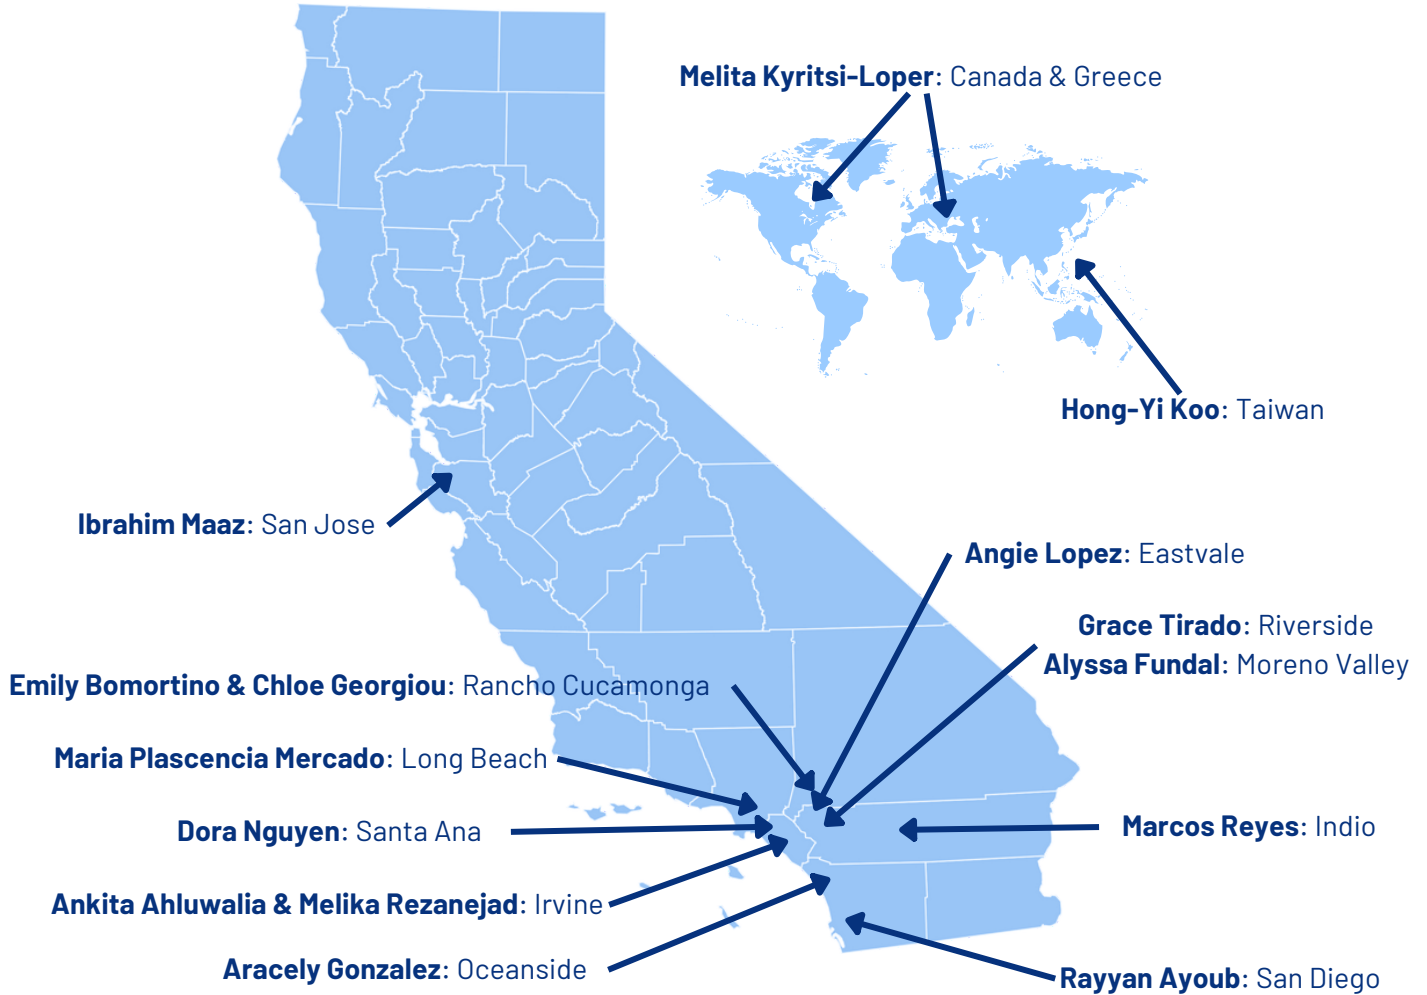 Melita Kyritsi-Loper: Canada & Greece
Hong-Yi Koo: Taiwan
Ibrahim Maaz: San Jose
Angie Lopez: Eastvale
Grace Tirado: Riverside
Alyssa Fundal: Moreno Valley
Emily Bomortino & Chloe Georgiou: Rancho Cucamonga
Maria Plascencia Mercado: Long Beach
Dora Nguyen: Santa Ana
Marcos Reyes: Indio
Ankita Ahluwalia & Melika Rezanejad: Irvine
Aracely Gonzalez: Oceanside
Rayyan Ayoub: San Diego